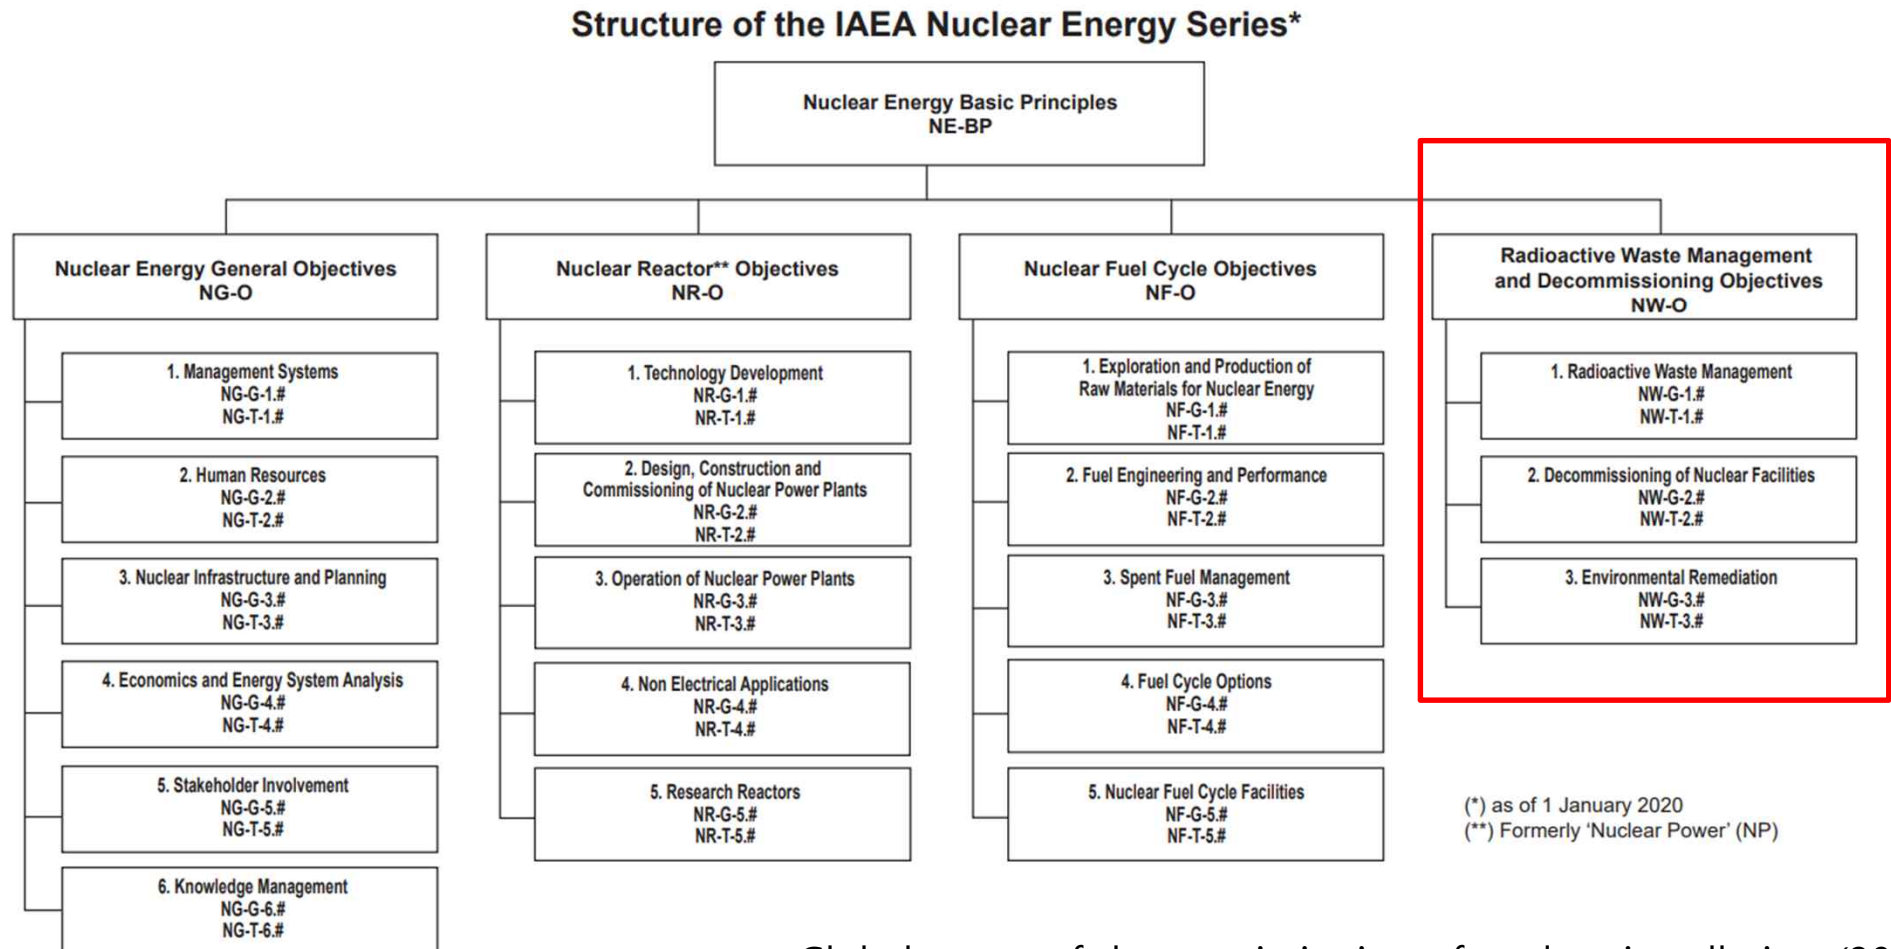 Structure of the IAEA Nuclear Energy Series*
Nuclear Energy Basic Principles
NE-BP
Nuclear Energy General Objectives
NG-O
1. Management Systems
NG-G-1.#
NG-T-1.#
2. Human Resources
NG-G-2.#
NG-T-2.#
3. Nuclear Infrastructure and Planning
NG-G-3.#
NG-T-3.#
4. Economics and Energy System Analysis
NG-G-4.#
NG-T-4.#
5. Stakeholder Involvement
NG-G-5.#
NG-T-5.#
6. Knowledge Management
NG-G-6.#
NG-T-6.#
Nuclear Reactor** Objectives
NR-O
1. Technology Development
NR-G-1.#
NR-T-1.#
2. Design, Construction and
Commissioning of Nuclear Power Plants
NR-G-2.#
NR-T-2.#
3. Operation of Nuclear Power Plants
NR-G-3.#
NR-T-3.#
4. Non Electrical Applications
NR-G-4.#
NR-T-4.#
5. Research Reactors
NR-G-5.#
NR-T-5.#
Nuclear Fuel Cycle Objectives
NF-O
1. Exploration and Production of
Raw Materials for Nuclear Energy
NF-G-1.#
NF-T-1.#
2. Fuel Engineering and Performance
NF-G-2.#
NF-T-2.#
3. Spent Fuel Management
NF-G-3.#
NF-T-3.#
4. Fuel Cycle Options
NF-G-4.#
NF-T-4.#
5. Nuclear Fuel Cycle Facilities
NF-G-5.#
NF-T-5.#
Radioactive Waste Management
and Decommissioning Objectives
NW-O
1. Radioactive Waste Management
NW-G-1.#
NW-T-1.#
2. Decommissioning of Nuclear Facilities
NW-G-2.#
NW-T-2.#
3. Environmental Remediation
NW-G-3.#
NW-T-3.#
(*) as of 1 January 2020
(**) Formerly ‘Nuclear Power’ (NP)